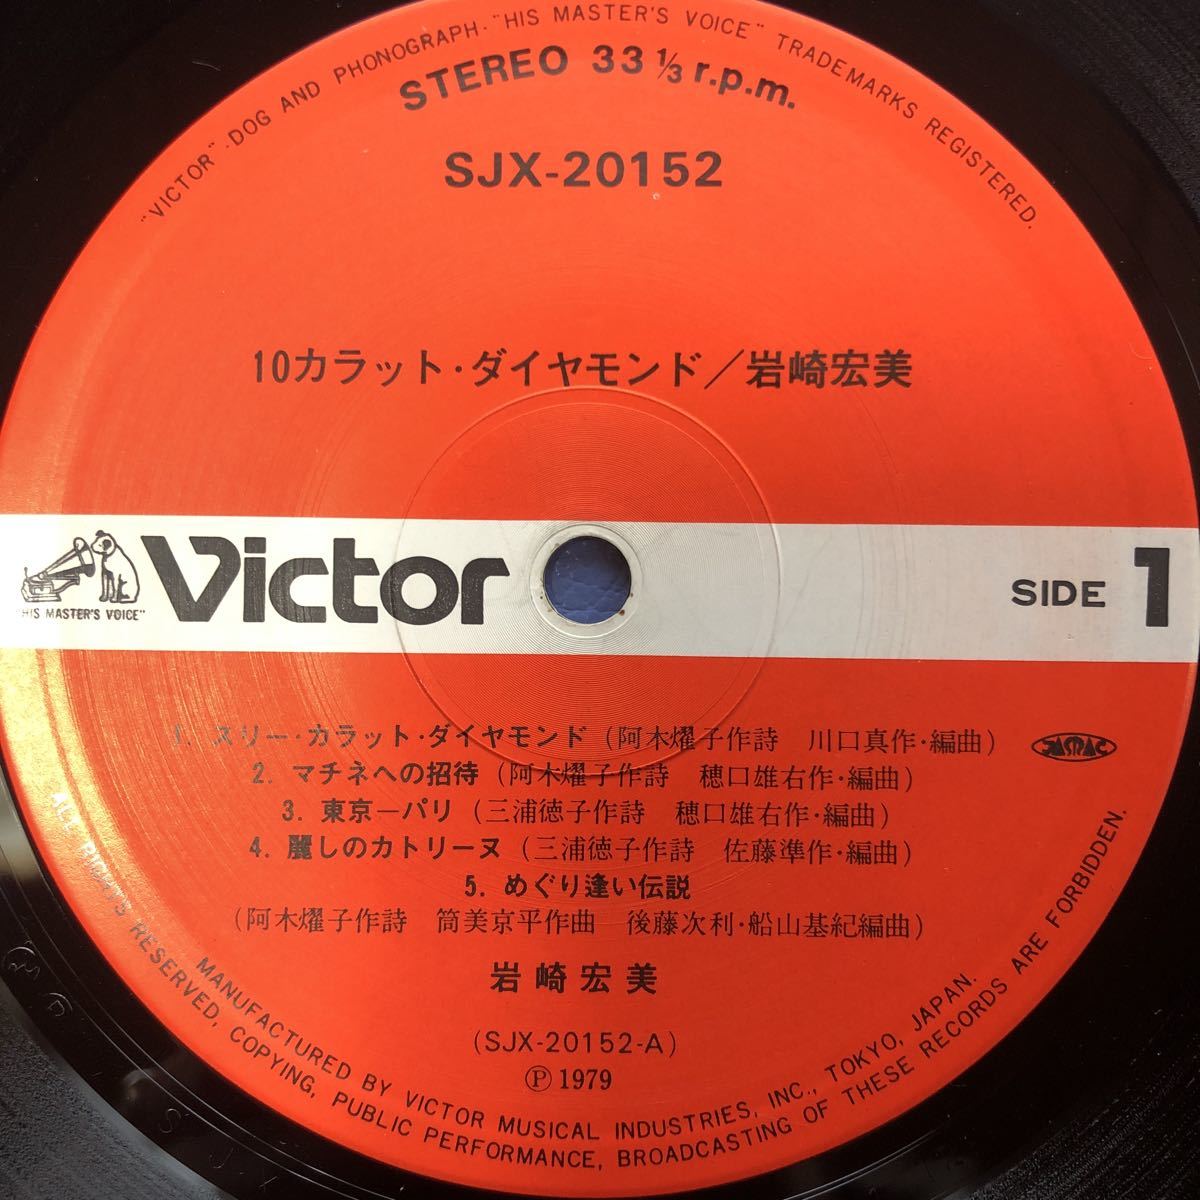 "VICTOR"·DOG AND PHONOGRAPH·"HIS MASTER'S VOICE" TRADEMARKS REGISTERED.
STEREO 33 1/3 r.p.m.
SJX-20152
10カラット・ダイヤモンド／岩崎宏美
"HIS MASTER'S VOICE"
Victor
SIDE 1
1. スリー・カラット・ダイヤモンド (阿木燿子作詩 川口真作・編曲)
JASRAC
2. マチネへの招待 (阿木燿子作詩 穂口雄右作・編曲)
3. 東京―パリ (三浦徳子作詩 穂口雄右作・編曲)
4. 麗しのカトリーヌ (三浦徳子作詩 佐藤準作・編曲)
5. めぐり逢い伝説
(阿木燿子作詩 筒美京平作曲 後藤次利・船山基紀編曲)
岩崎宏美
(SJX-20152-A)
Ⓟ 1979
MANUFACTURED BY VICTOR MUSICAL INDUSTRIES, INC., TOKYO, JAPAN.
ALL RIGHTS RESERVED, COPYING, PUBLIC PERFORMANCE, BROADCASTING OF THESE RECORDS ARE FORBIDDEN.